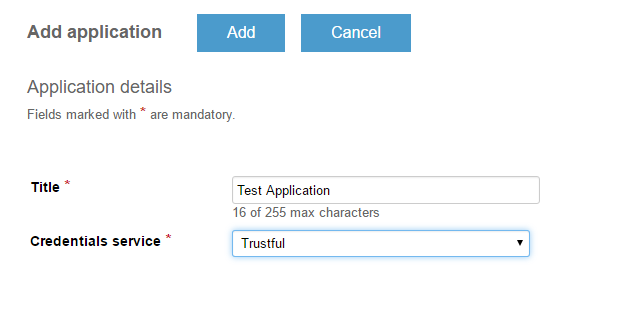 Add application Add Cancel
Application details
Fields marked with * are mandatory.
Title * Test Application
16 of 255 max characters
Credentials service * Trustful